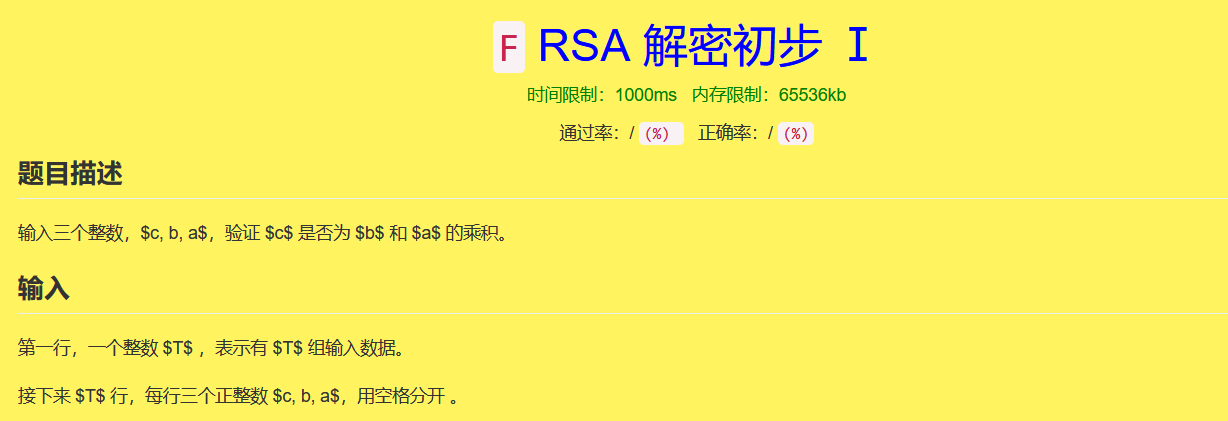 F RSA 解密初步 I
时间限制：1000ms 内存限制：65536kb
通过率：/ (%) 正确率：/ (%)
题目描述
输入三个整数，$c, b, a$，验证 $c$ 是否为 $b$ 和 $a$ 的乘积。
输入
第一行，一个整数 $T$ ，表示有 $T$ 组输入数据。
接下来 $T$ 行，每行三个正整数 $c, b, a$，用空格分开 。